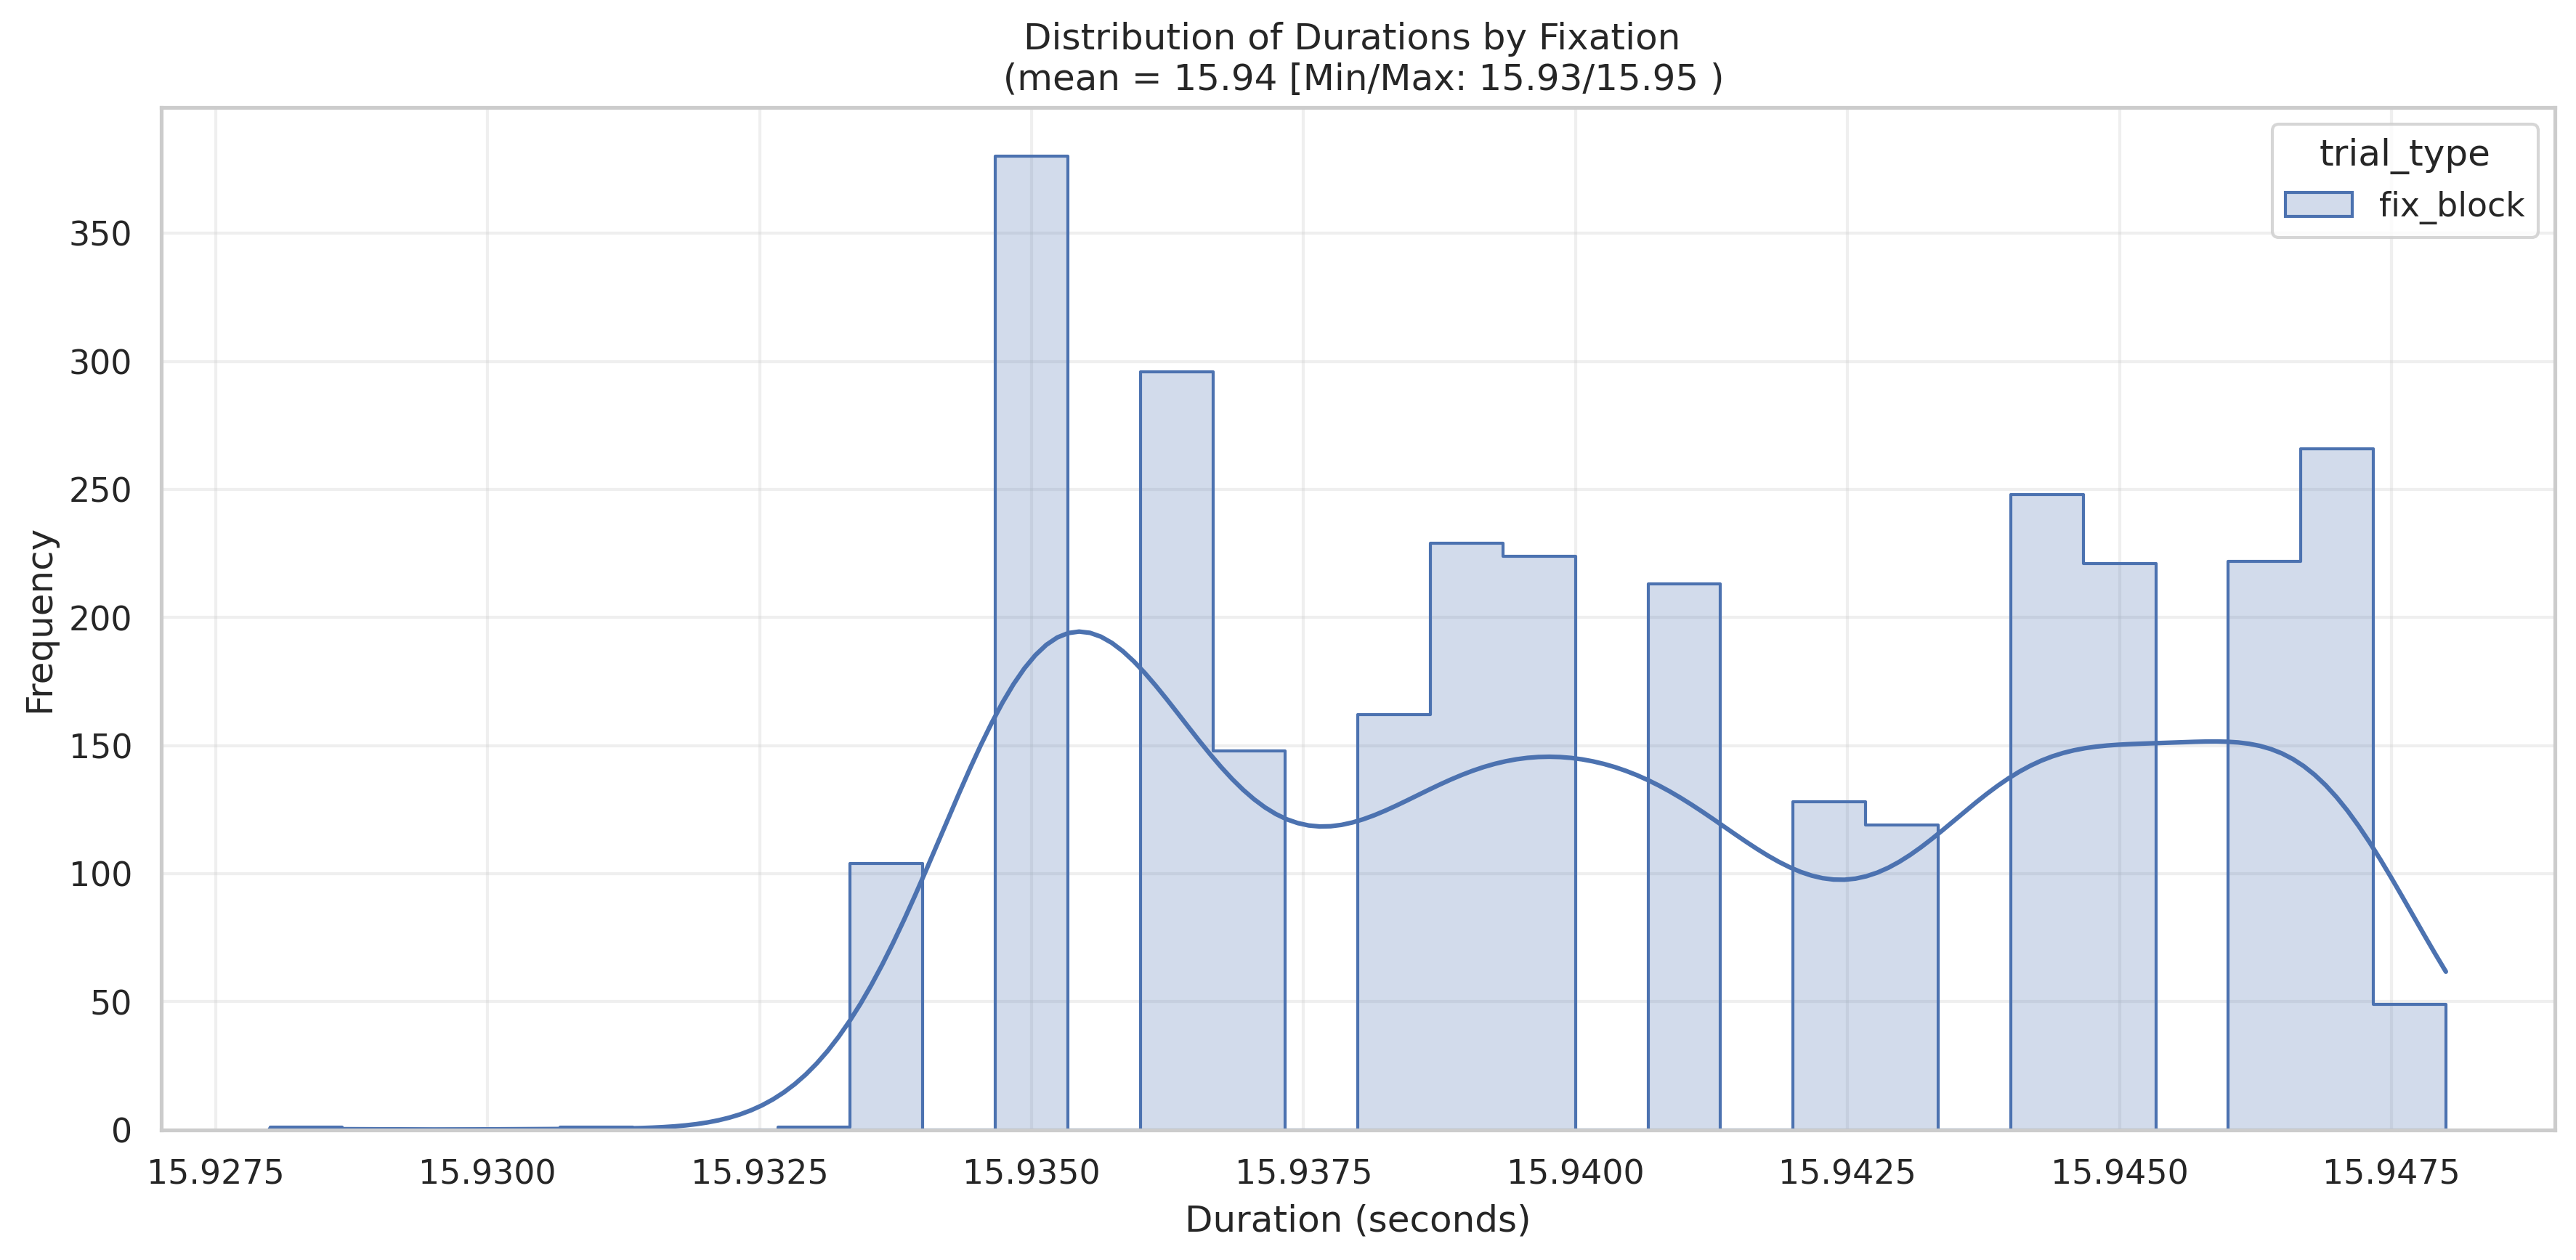 Distribution of Durations by Fixation
(mean = 15.94 [Min/Max: 15.93/15.95 )
trial_type
fix_block
Frequency
350
300
250
200
150
100
50
0
15.9275 15.9300 15.9325 15.9350 15.9375 15.9400 15.9425 15.9450 15.9475
Duration (seconds)